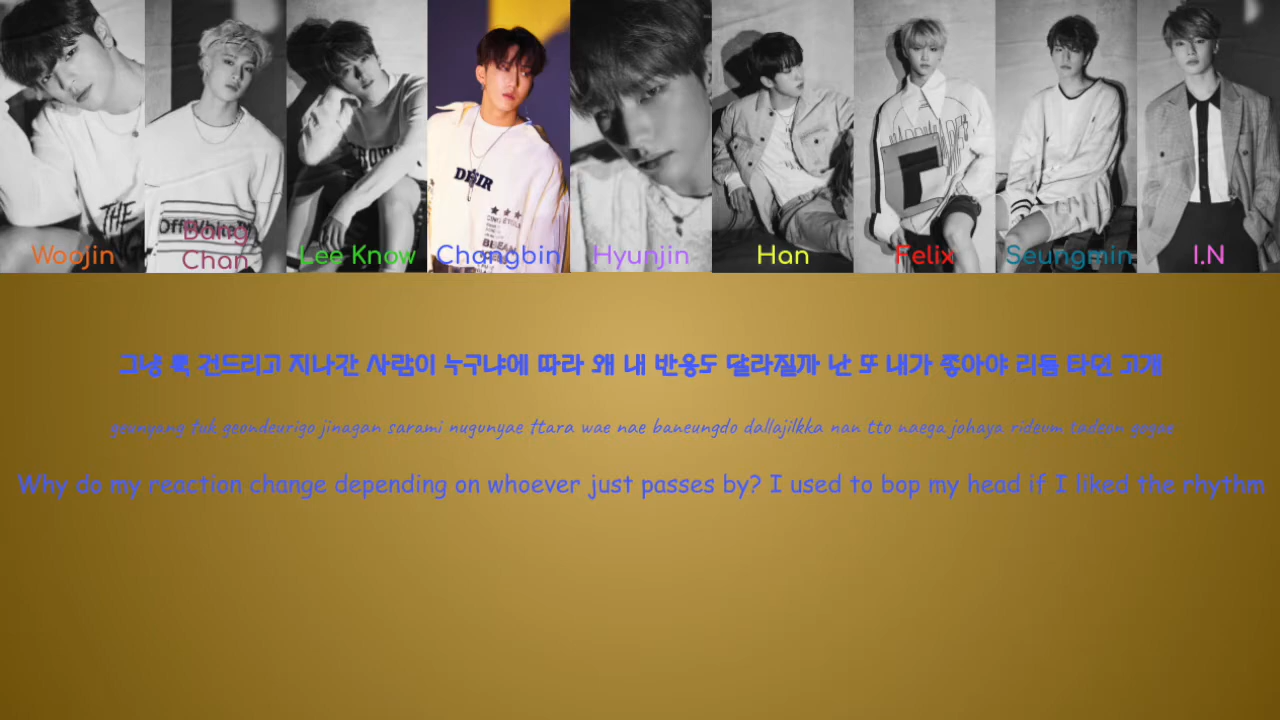 THE
OffWhite
DESIR
Woojin
Bang
Chan
Lee Know
Changbin
Hyunjin
Han
Felix
Seungmin
I.N
그냥 툭 건드리고 지나간 사람이 누구냐에 따라 왜 내 반응도 달라질까 난 또 내가 좋아야 리듬 타던 고개
geunyang tuk geondeurigo jinagan sarami nugunyae ttara wae nae baneungdo dallajilkka nan tto naega johaya rideum tadeon gogae
Why do my reaction change depending on whoever just passes by? I used to bop my head if I liked the rhythm